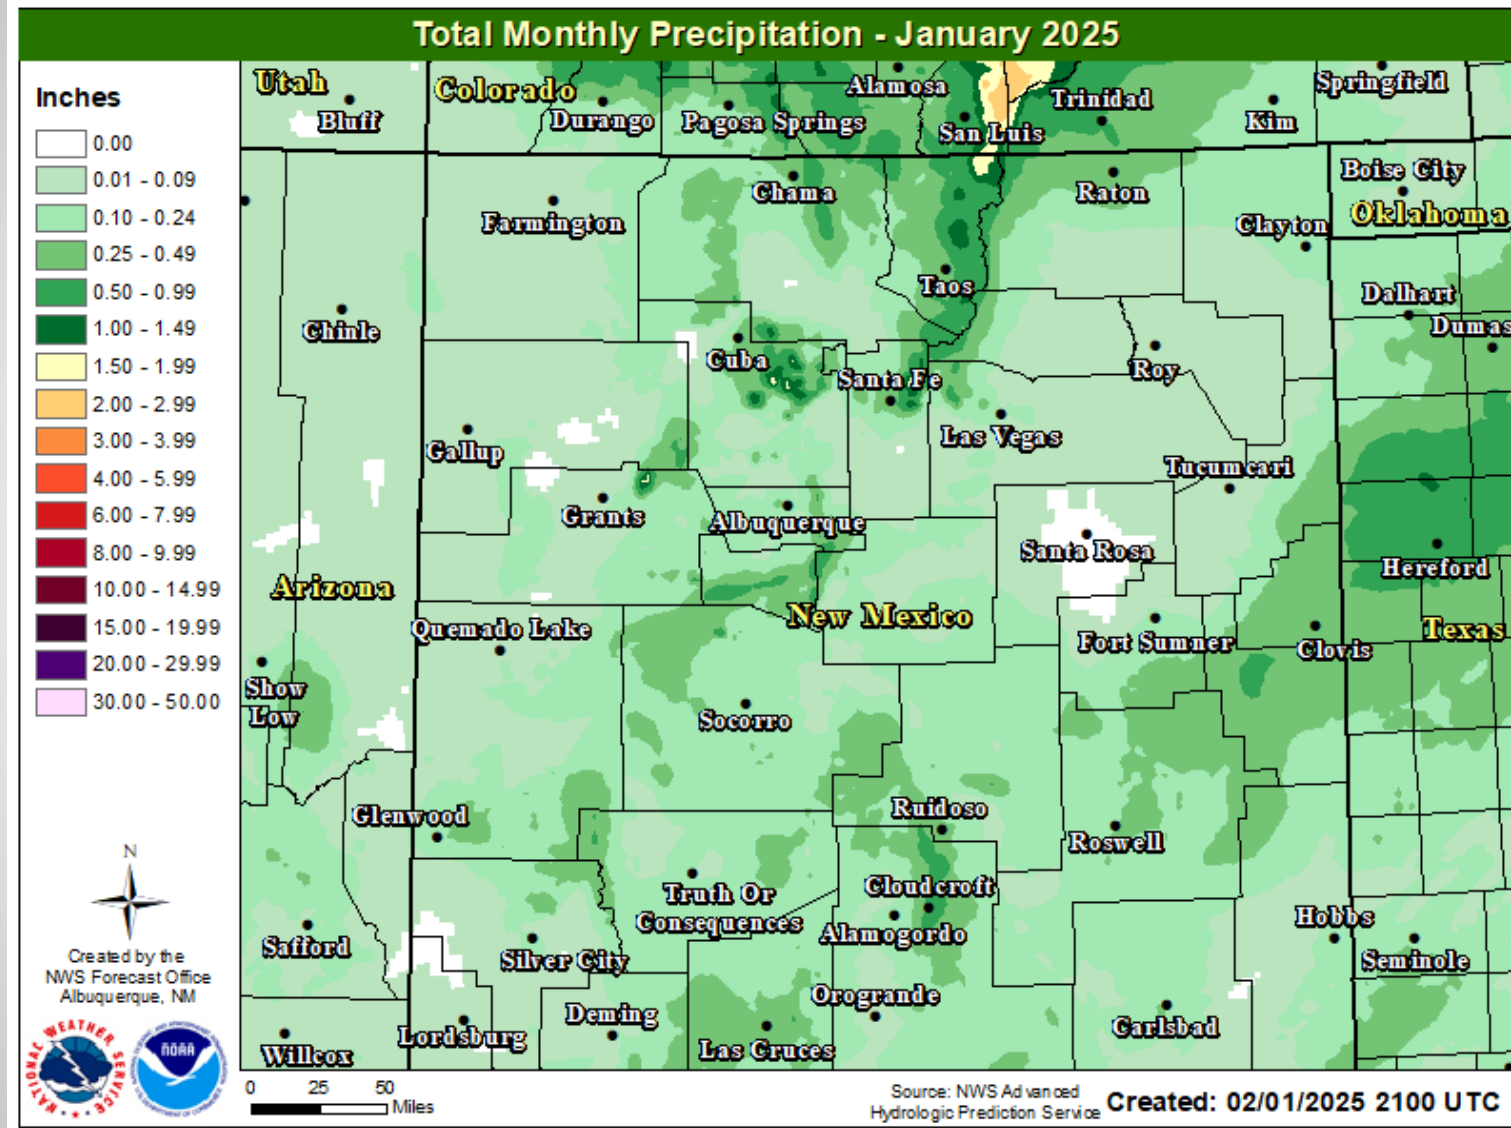 Total Monthly Precipitation - January 2025
Inches
0.00
0.01 - 0.09
0.10 - 0.24
0.25 - 0.49
0.50 - 0.99
1.00 - 1.49
1.50 - 1.99
2.00 - 2.99
3.00 - 3.99
4.00 - 5.99
6.00 - 7.99
8.00 - 9.99
10.00 - 14.99
15.00 - 19.99
20.00 - 29.99
30.00 - 50.00
N
Created by the
NWS Forecast Office
Albuquerque, NM
NATIONAL WEATHER SERVICE
NOAA
Utah
Colorado
Alamosa
Springfield
Bluff
Durango
Pagosa Springs
San Luis
Trinidad
Kim
Boise City
Chama
Raton
Oklahoma
Farmington
Clayton
Taos
Dalhart
Chinle
Dumas
Cuba
Santa Fe
Roy
Gallup
Las Vegas
Tucumcari
Grants
Albuquerque
Santa Rosa
Hereford
Arizona
New Mexico
Texas
Quemado Lake
Fort Sumner
Clovis
Show
Low
Socorro
Glenwood
Ruidoso
Roswell
Truth Or
Consequences
Cloudcroft
Alamogordo
Hobbs
Safford
Silver City
Seminole
Orogrande
Lordsburg
Deming
Carlsbad
Willcox
Las Cruces
0 25 50
Miles
Source: NWS Advanced
Hydrologic Prediction Service
Created: 02/01/2025 2100 UTC